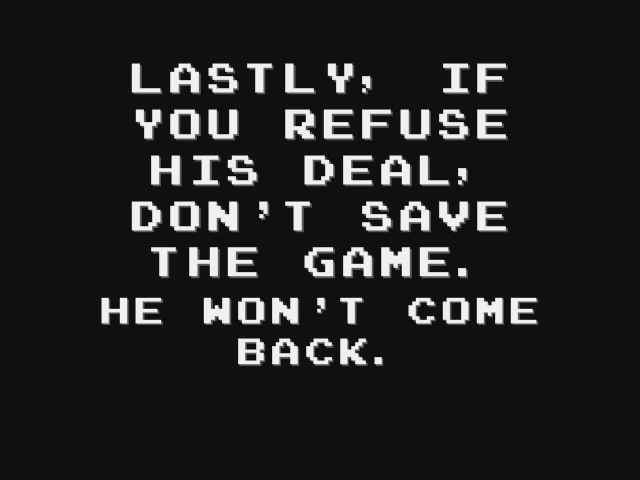 LASTLY, IF
YOU REFUSE
HIS DEAL,
DON'T SAVE
THE GAME.
HE WON'T COME
BACK.